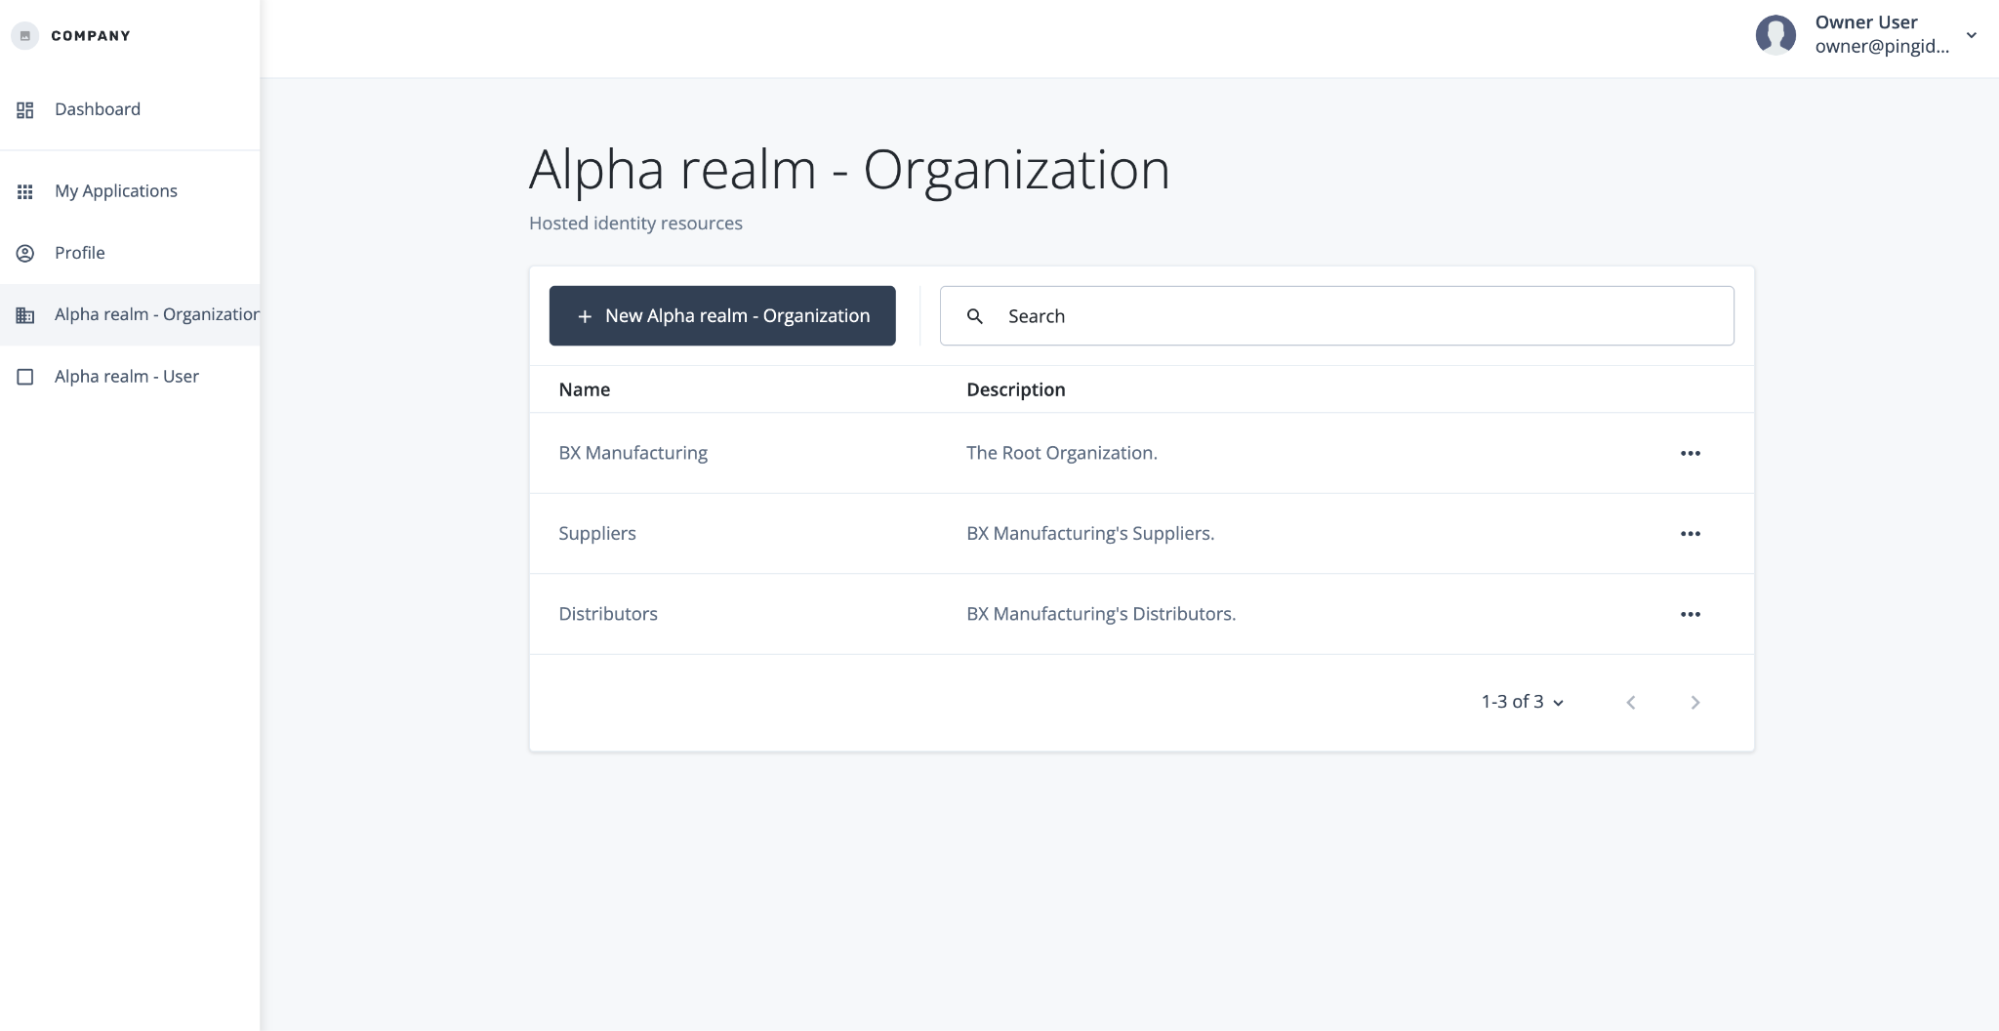 COMPANY
Owner User
owner@pingid...
Dashboard
My Applications
Profile
Alpha realm - Organization
Alpha realm - User
Alpha realm - Organization
Hosted identity resources
+ New Alpha realm - Organization
Search
Name Description
BX Manufacturing The Root Organization.
Suppliers BX Manufacturing's Suppliers.
Distributors BX Manufacturing's Distributors.
1-3 of 3